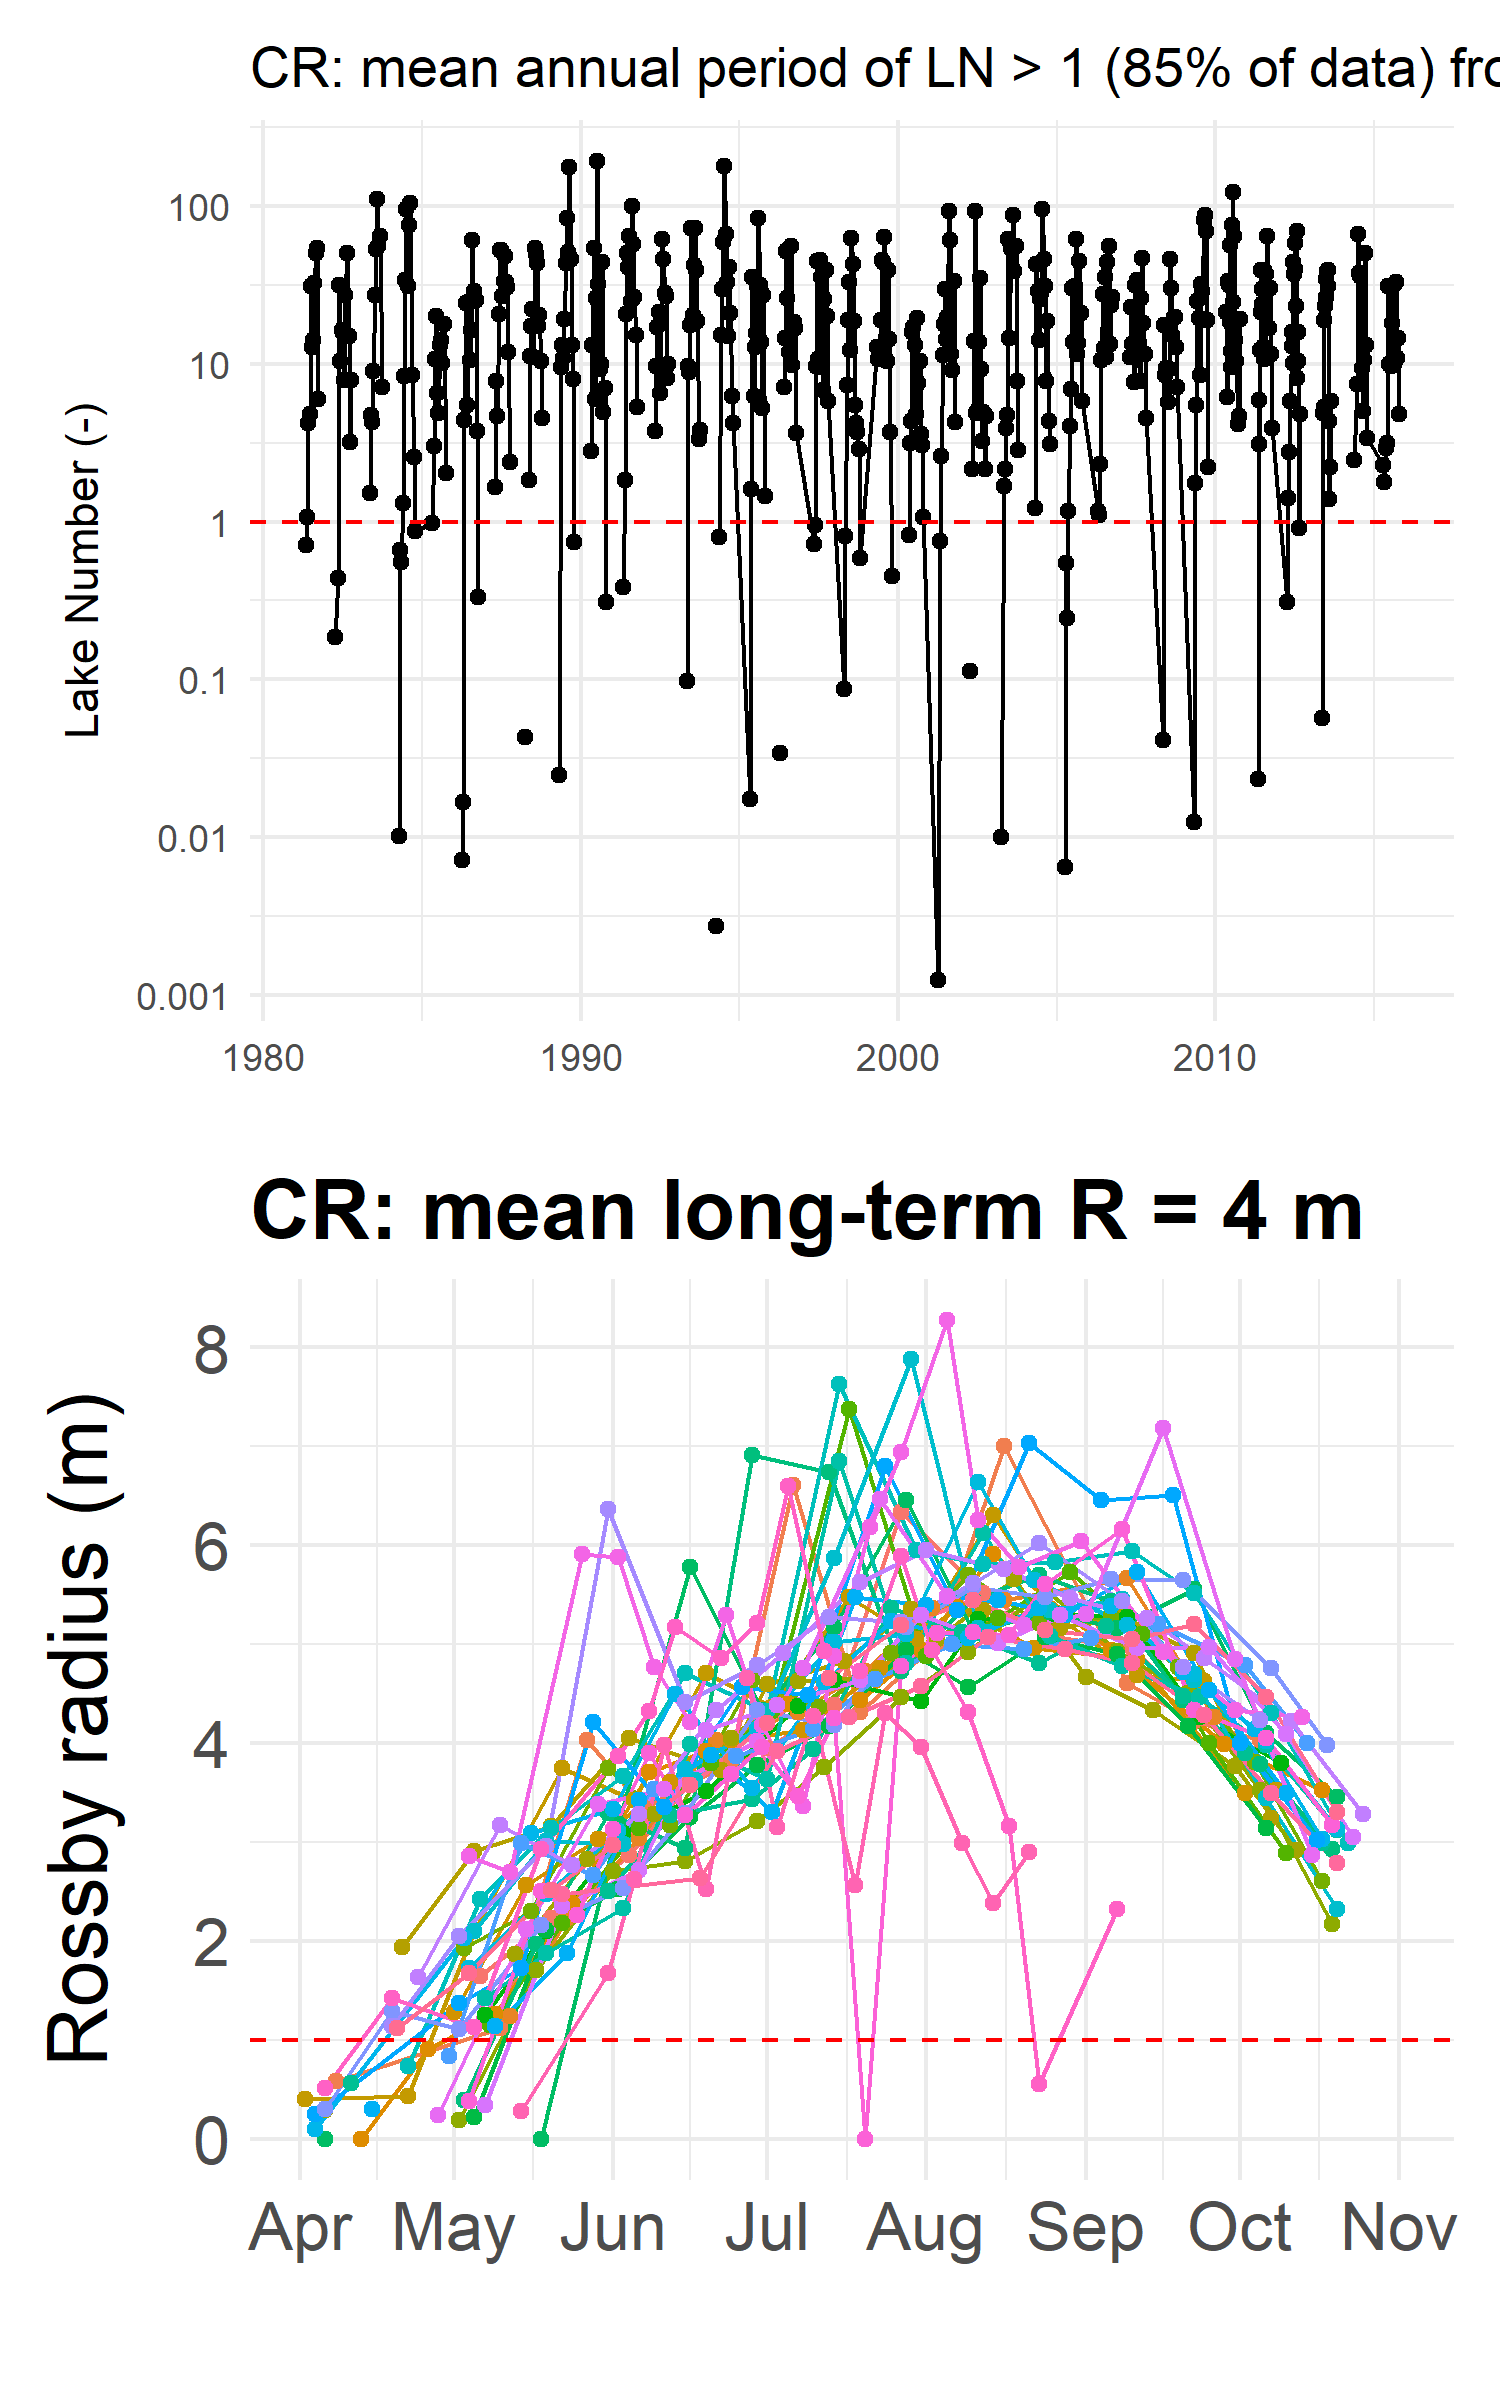 CR: mean annual period of LN > 1 (85% of data) fro
Lake Number (-)
100
10
1
0.1
0.01
0.001
1980 1990 2000 2010
CR: mean long-term R = 4 m
Rossby radius (m)
8
6
4
2
0
Apr May Jun Jul Aug Sep Oct Nov